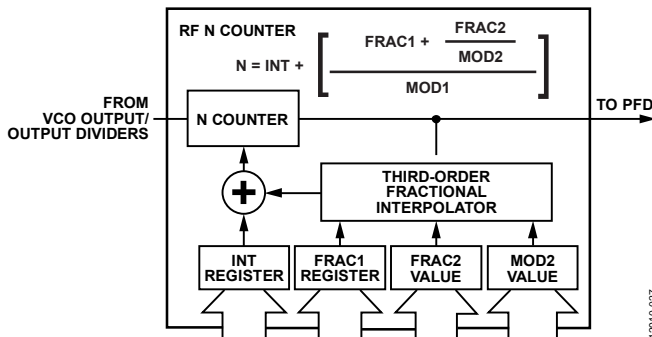 RF N COUNTER
FRAC2
FRAC1 +
MOD2
N = INT +
MOD1
FROM
VCO OUTPUT/
OUTPUT DIVIDERS
N COUNTER
TO PFD
THIRD-ORDER
FRACTIONAL
INTERPOLATOR
+
INT
REGISTER
FRAC1
REGISTER
FRAC2
VALUE
MOD2
VALUE